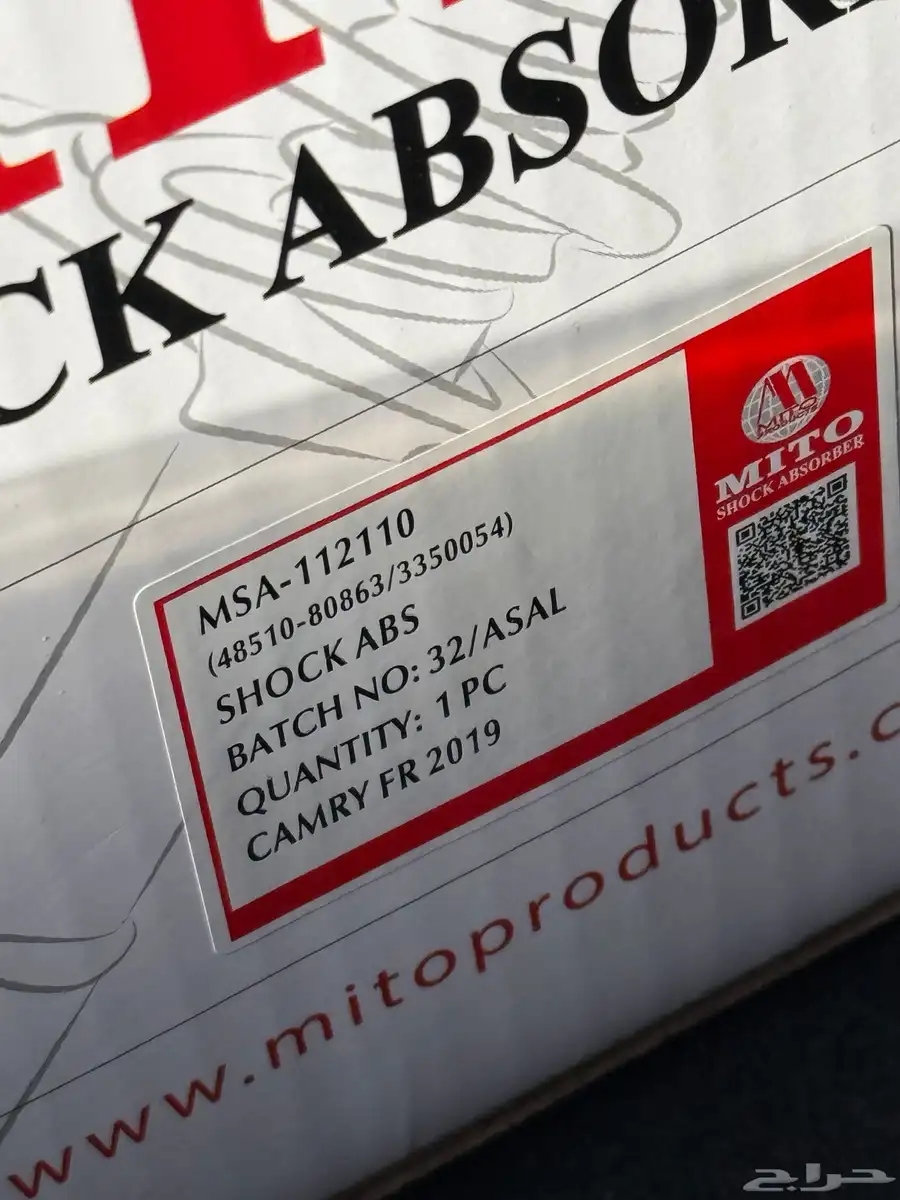 CK ABSOR
MITO
SHOCK ABSORBER
MSA-112110
(48510-80863/3350054)
SHOCK ABS
BATCH NO: 32/ASAL
QUANTITY: 1 PC
CAMRY FR 2019
www.mitoproducts.c
حراج